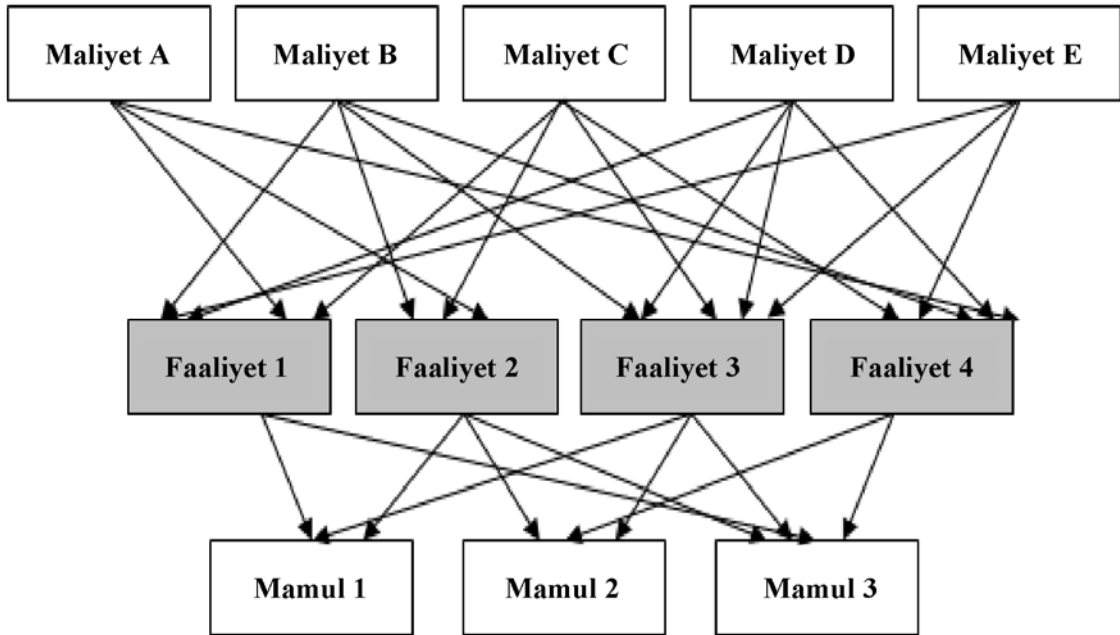 Maliyet A
Maliyet B
Maliyet C
Maliyet D
Maliyet E
Faaliyet 1
Faaliyet 2
Faaliyet 3
Faaliyet 4
Mamul 1
Mamul 2
Mamul 3